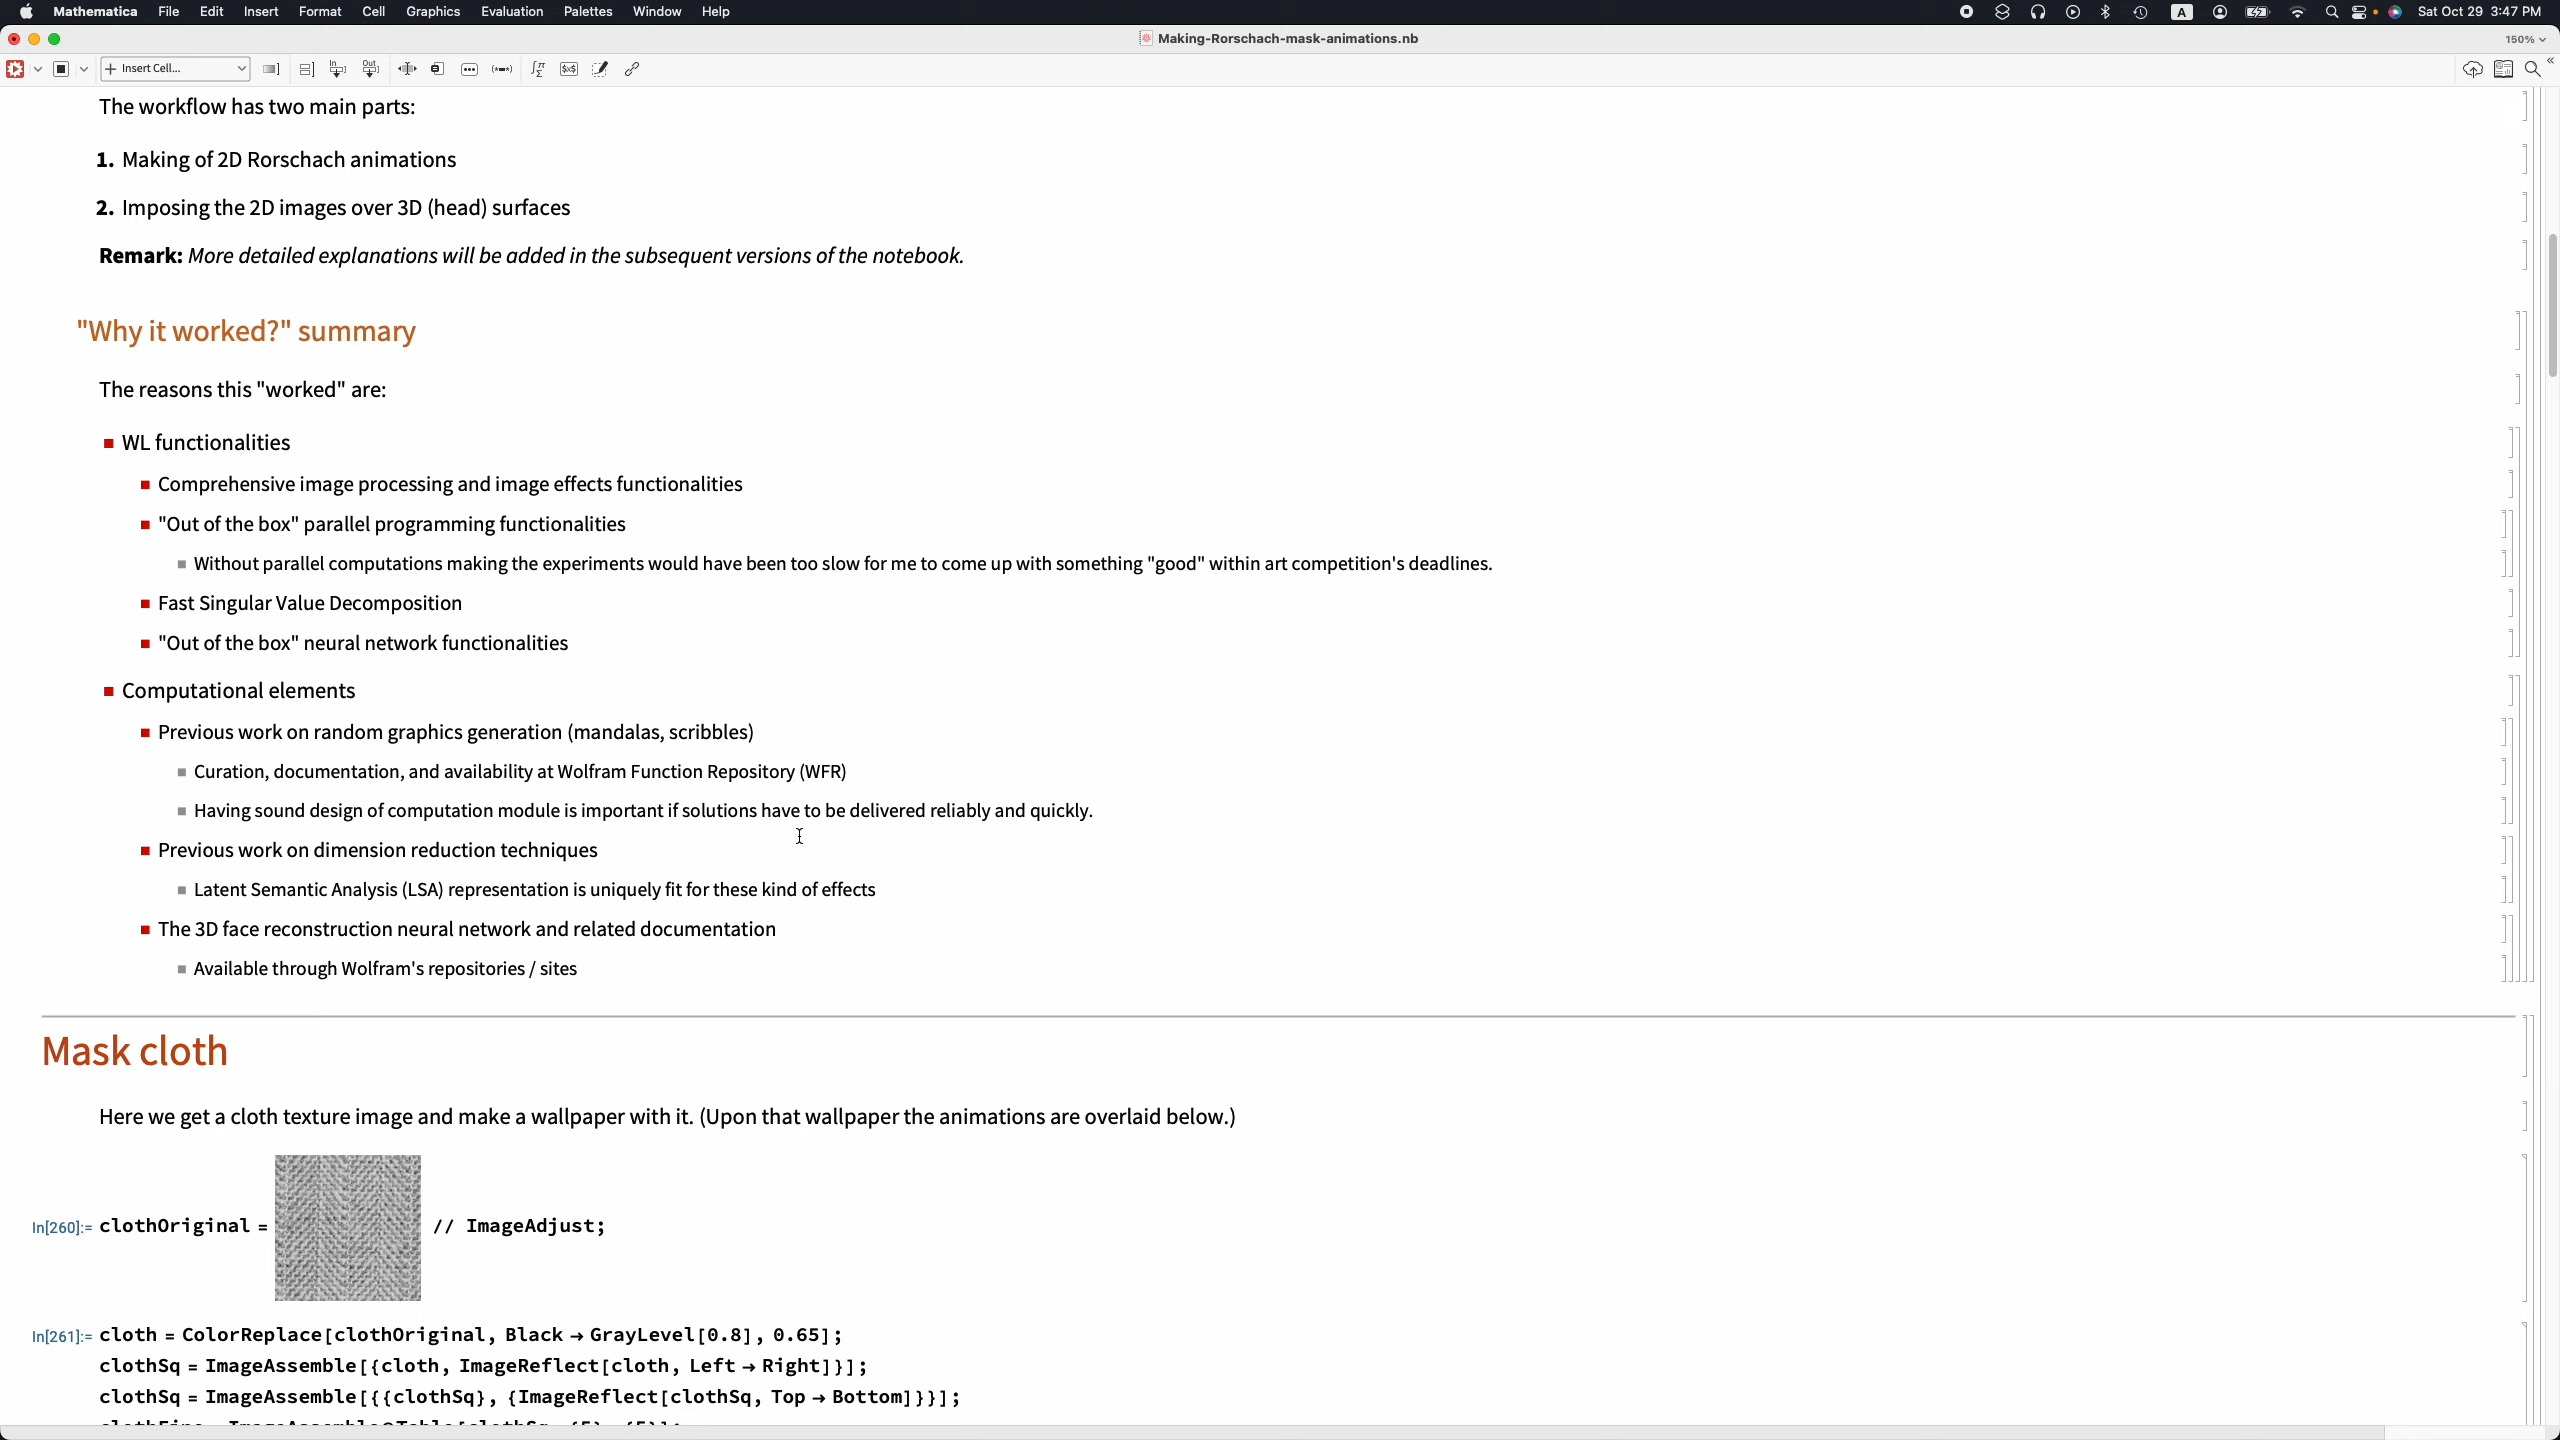 Mathematica File Edit Insert Format Cell Graphics Evaluation Palettes Window Help
A Sat Oct 29 3:47 PM
Making-Rorschach-mask-animations.nb
150%
Insert Cell...
The workflow has two main parts:
1. Making of 2D Rorschach animations
2. Imposing the 2D images over 3D (head) surfaces
Remark: More detailed explanations will be added in the subsequent versions of the notebook.
"Why it worked?" summary
The reasons this "worked" are:
WL functionalities
Comprehensive image processing and image effects functionalities
"Out of the box" parallel programming functionalities
Without parallel computations making the experiments would have been too slow for me to come up with something "good" within art competition's deadlines.
Fast Singular Value Decomposition
"Out of the box" neural network functionalities
Computational elements
Previous work on random graphics generation (mandalas, scribbles)
Curation, documentation, and availability at Wolfram Function Repository (WFR)
Having sound design of computation module is important if solutions have to be delivered reliably and quickly.
Previous work on dimension reduction techniques
Latent Semantic Analysis (LSA) representation is uniquely fit for these kind of effects
The 3D face reconstruction neural network and related documentation
Available through Wolfram's repositories / sites
Mask cloth
Here we get a cloth texture image and make a wallpaper with it. (Upon that wallpaper the animations are overlaid below.)
In[260]:= clothOriginal = // ImageAdjust;
In[261]:= cloth = ColorReplace[clothOriginal, Black → GrayLevel[0.8], 0.65];
clothSq = ImageAssemble[{cloth, ImageReflect[cloth, Left → Right]}];
clothSq = ImageAssemble[{{clothSq}, {ImageReflect[clothSq, Top → Bottom]}}];